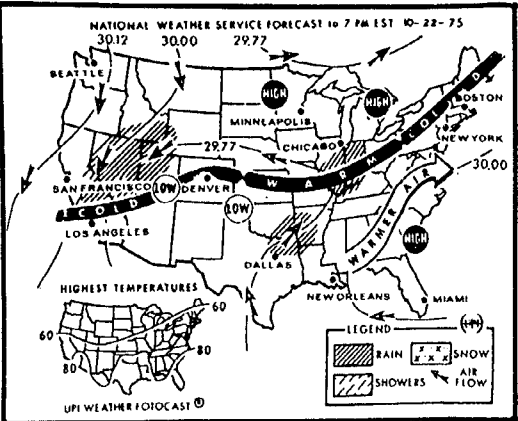 NATIONAL WEATHER SERVICE FORECAST to 7 PM EST 10-22-75
30.12 30.00 29.77
SEATTLE
HIGH
HIGH
COLD
BOSTON
MINNEAPOLIS
NEW YORK
CHICAGO
29.77
WARM
30.00
SAN FRANCISCO
LOW
DENVER
LOW
COLD
WARMER AIR
LOS ANGELES
HIGH
DALLAS
NEW ORLEANS
MIAMI
HIGHEST TEMPERATURES
60
60
80
80
LEGEND
RAIN
SNOW
SHOWERS
AIR FLOW
UPI WEATHER FOTOCAST ®